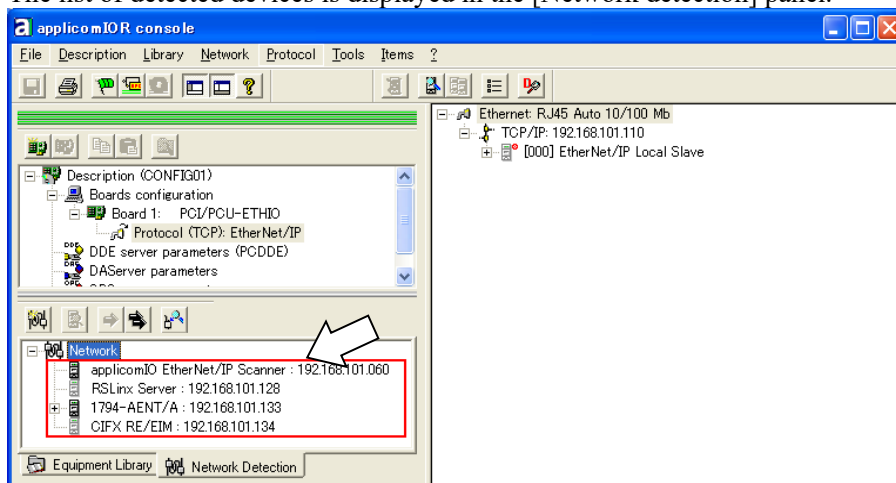 The list of detected devices is displayed in the [Network detection] panel.
applicomIOR console
File Description Library Network Protocol Tools Items ?
Description (CONFIG01)
Boards configuration
Board 1: PCI/PCU-ETHIO
Protocol (TCP): EtherNet/IP
DDE server parameters (PCDDE)
DAServer parameters
Network
applicomIO EtherNet/IP Scanner : 192.168.101.060
RSLinx Server : 192.168.101.128
1794-AENT/A : 192.168.101.133
CIFX RE/EIM : 192.168.101.134
Equipment Library Network Detection
Ethernet: RJ45 Auto 10/100 Mb
TCP/IP: 192.168.101.110
[000] EtherNet/IP Local Slave